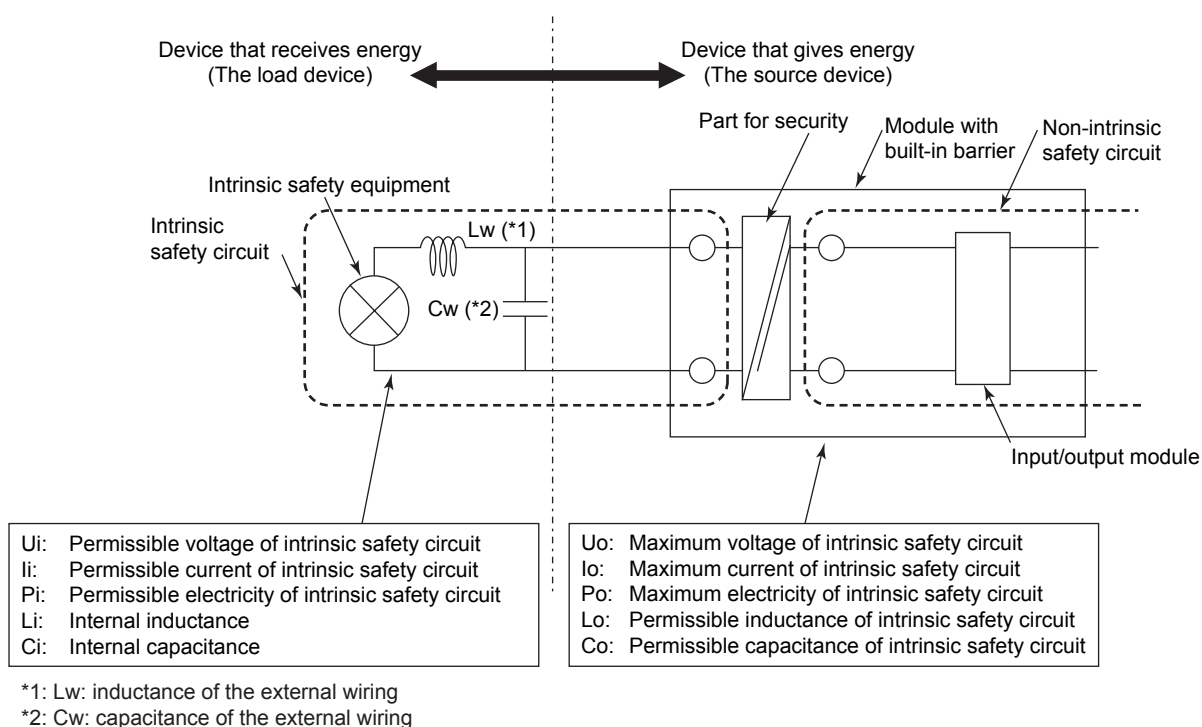 Device that receives energy
(The load device)
Device that gives energy
(The source device)
Part for security
Module with
built-in barrier
Non-intrinsic
safety circuit
Intrinsic safety equipment
Intrinsic
safety circuit
Lw (*1)
Cw (*2)
Input/output module
Ui: Permissible voltage of intrinsic safety circuit
Ii: Permissible current of intrinsic safety circuit
Pi: Permissible electricity of intrinsic safety circuit
Li: Internal inductance
Ci: Internal capacitance
Uo: Maximum voltage of intrinsic safety circuit
Io: Maximum current of intrinsic safety circuit
Po: Maximum electricity of intrinsic safety circuit
Lo: Permissible inductance of intrinsic safety circuit
Co: Permissible capacitance of intrinsic safety circuit
*1: Lw: inductance of the external wiring
*2: Cw: capacitance of the external wiring